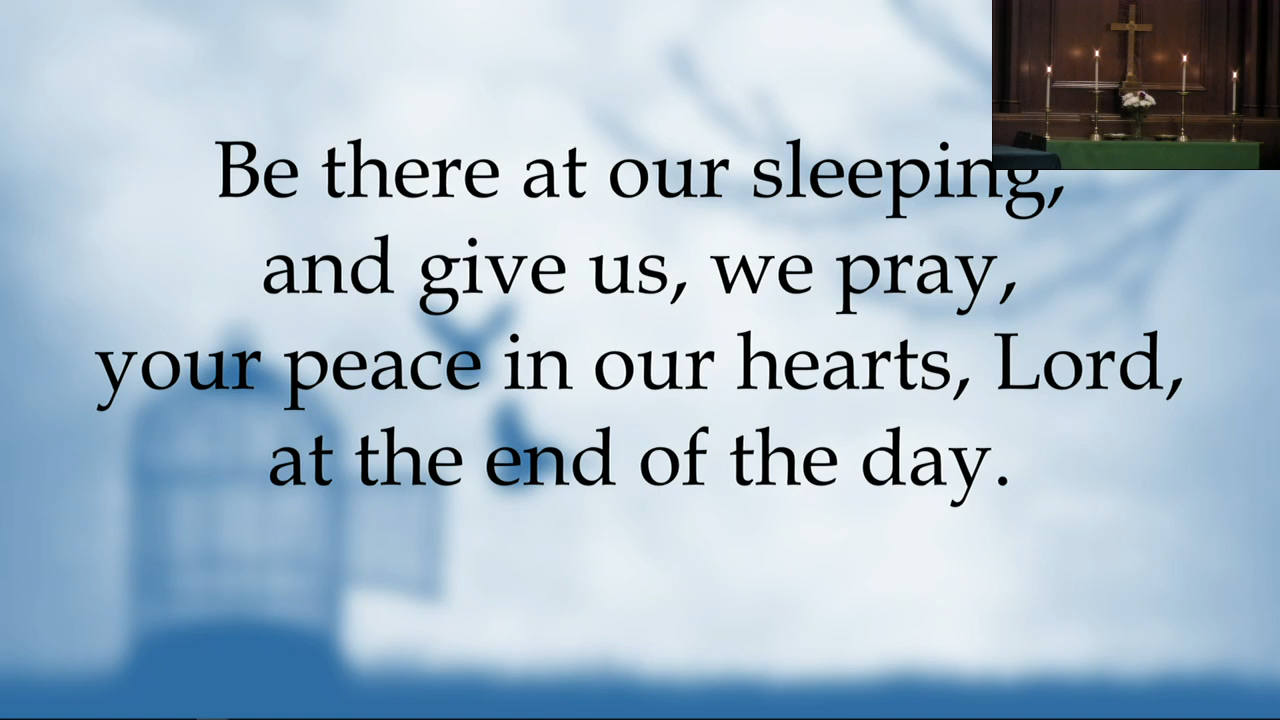 Be there at our sleeping,
and give us, we pray,
your peace in our hearts, Lord,
at the end of the day.